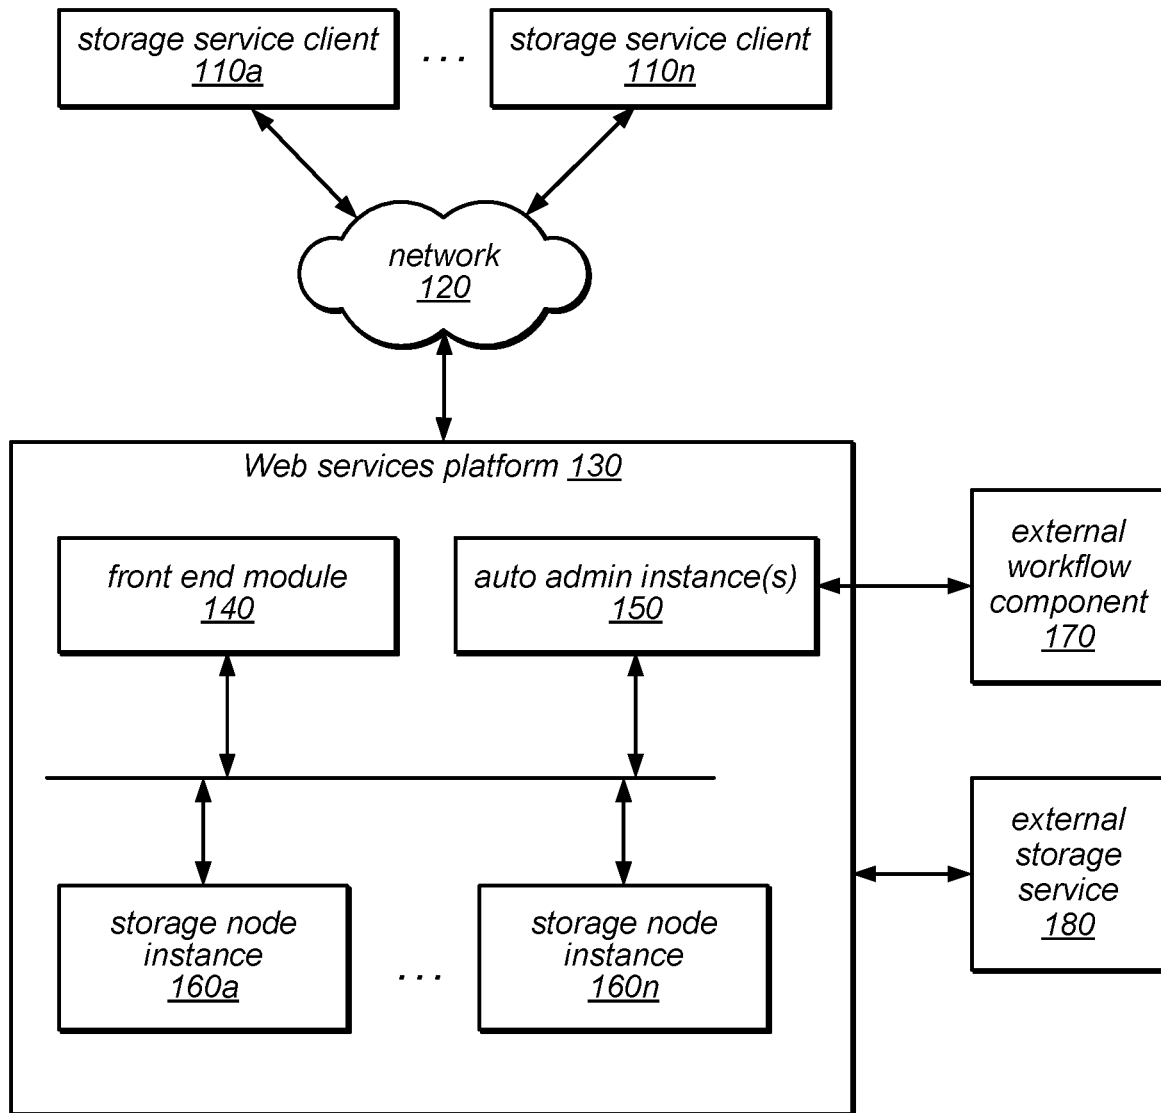 storage service client
110a
. . .
storage service client
110n
network
120
Web services platform 130
front end module
140
auto admin instance(s)
150
external
workflow
component
170
storage node
instance
160a
. . .
storage node
instance
160n
external
storage
service
180